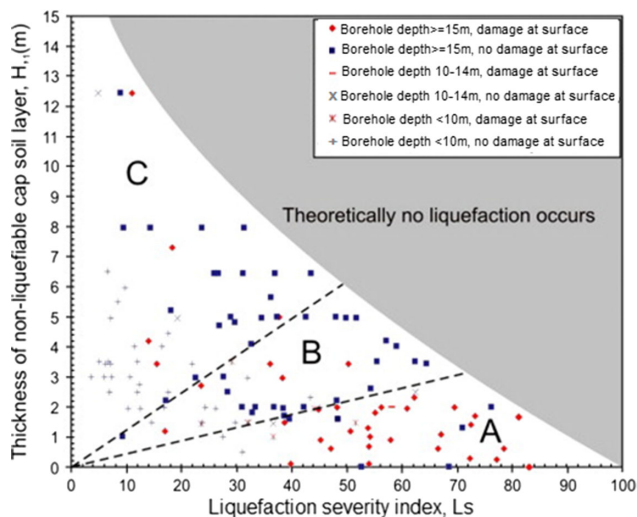 15
14
13
12
11
10
9
8
7
6
5
4
3
2
1
0
Thickness of non-liquefiable cap soil layer, H,₁(m)
Borehole depth>=15m, damage at surface
Borehole depth>=15m, no damage at surface
Borehole depth 10-14m, damage at surface
Borehole depth 10-14m, no damage at surface
Borehole depth <10m, damage at surface
Borehole depth <10m, no damage at surface
C
Theoretically no liquefaction occurs
B
A
0 10 20 30 40 50 60 70 80 90 100
Liquefaction severity index, Ls